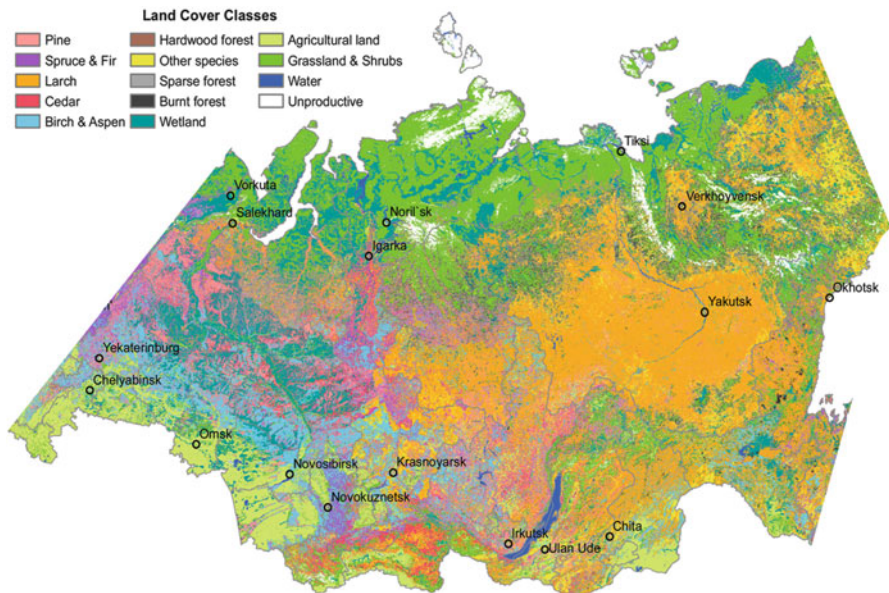 Land Cover Classes
Pine
Spruce & Fir
Larch
Cedar
Birch & Aspen
Hardwood forest
Other species
Sparse forest
Burnt forest
Wetland
Agricultural land
Grassland & Shrubs
Water
Unproductive
Tiksi
Vorkuta
Verkhoyvensk
Salekhard
Noril`sk
Igarka
Okhotsk
Yakutsk
Yekaterinburg
Chelyabinsk
Omsk
Novosibirsk
Krasnoyarsk
Novokuznetsk
Irkutsk
Chita
Ulan Ude